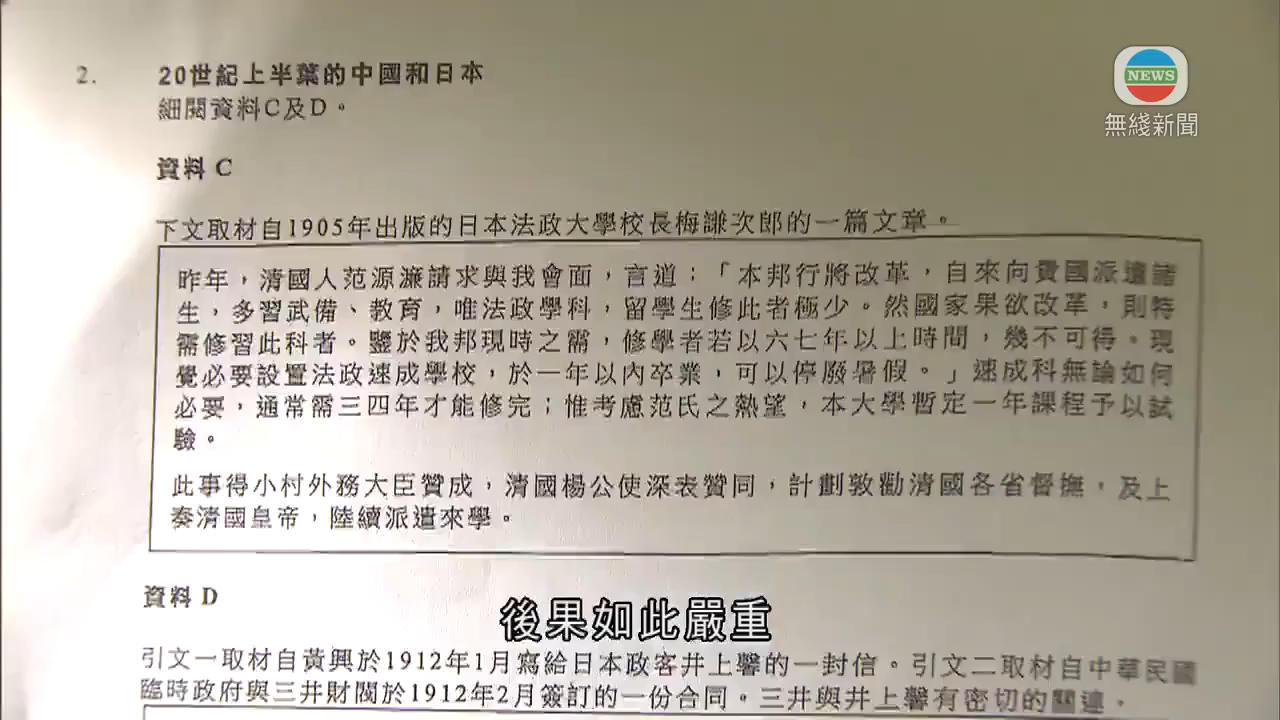 2. 20世紀上半葉的中國和日本
細閱資料C及D。
NEWS
無綫新聞
資料 C
下文取材自1905年出版的日本法政大學校長梅謙次郎的一篇文章。
昨年，清國人范源濂請求與我會面，言道：「本邦行將改革，自來向貴國派遣諸
生，多習武備、教育，唯法政學科，留學生修此者極少。然國家果欲改革，則特
需修習此科者。鑒於我邦現時之需，修學者若以六七年以上時間，幾不可得。現
覺必要設置法政速成學校，於一年以內卒業，可以停廢暑假。」速成科無論如何
必要，通常需三四年才能修完；惟考慮范氏之熱望，本大學暫定一年課程予以試
驗。
此事得小村外務大臣贊成，清國楊公使深表贊同，計劃敦勸清國各省督撫，及上
奏清國皇帝，陸續派遣來學。
資料 D
後果如此嚴重
引文一取材自黃興於1912年1月寫給日本政客井上馨的一封信。引文二取材自中華民國
臨時政府與三井財閥於1912年2月簽訂的一份合同。三井與井上馨有密切的關連。